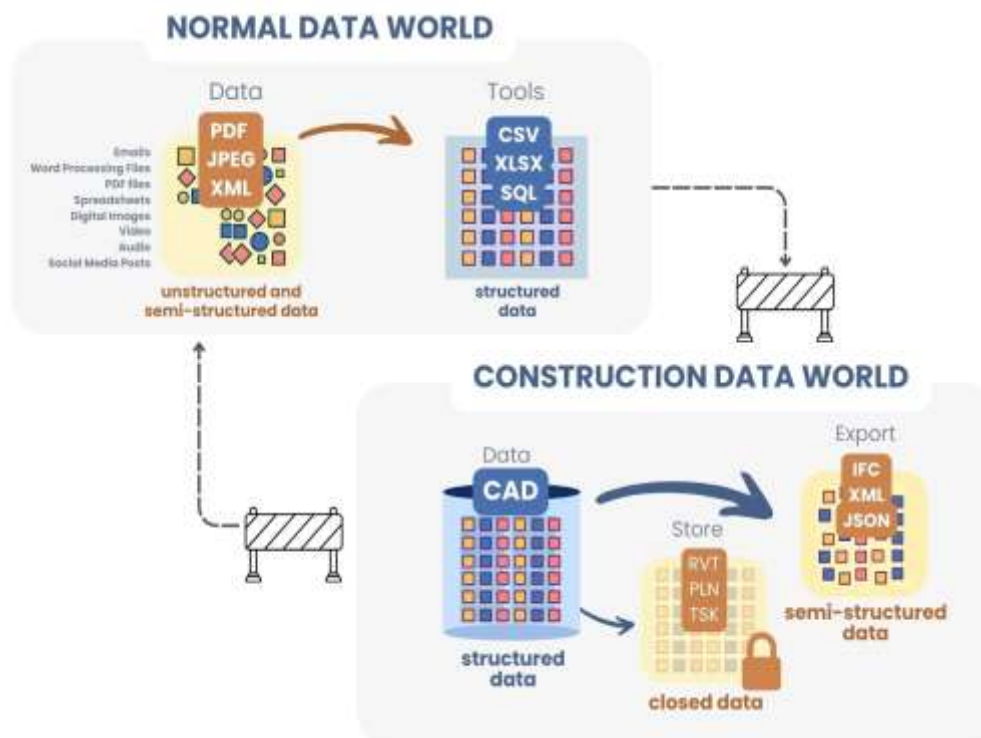 NORMAL DATA WORLD
Data
Tools
PDF
JPEG
XML
CSV
XLSX
SQL
Emails
Word Processing Files
PDF files
Spreadsheets
Digital Images
Video
Audio
Social Media Posts
unstructured and
semi-structured data
structured
data
CONSTRUCTION DATA WORLD
Data
CAD
Store
RVT
PLN
TSK
Export
IFC
XML
JSON
structured
data
closed data
semi-structured
data